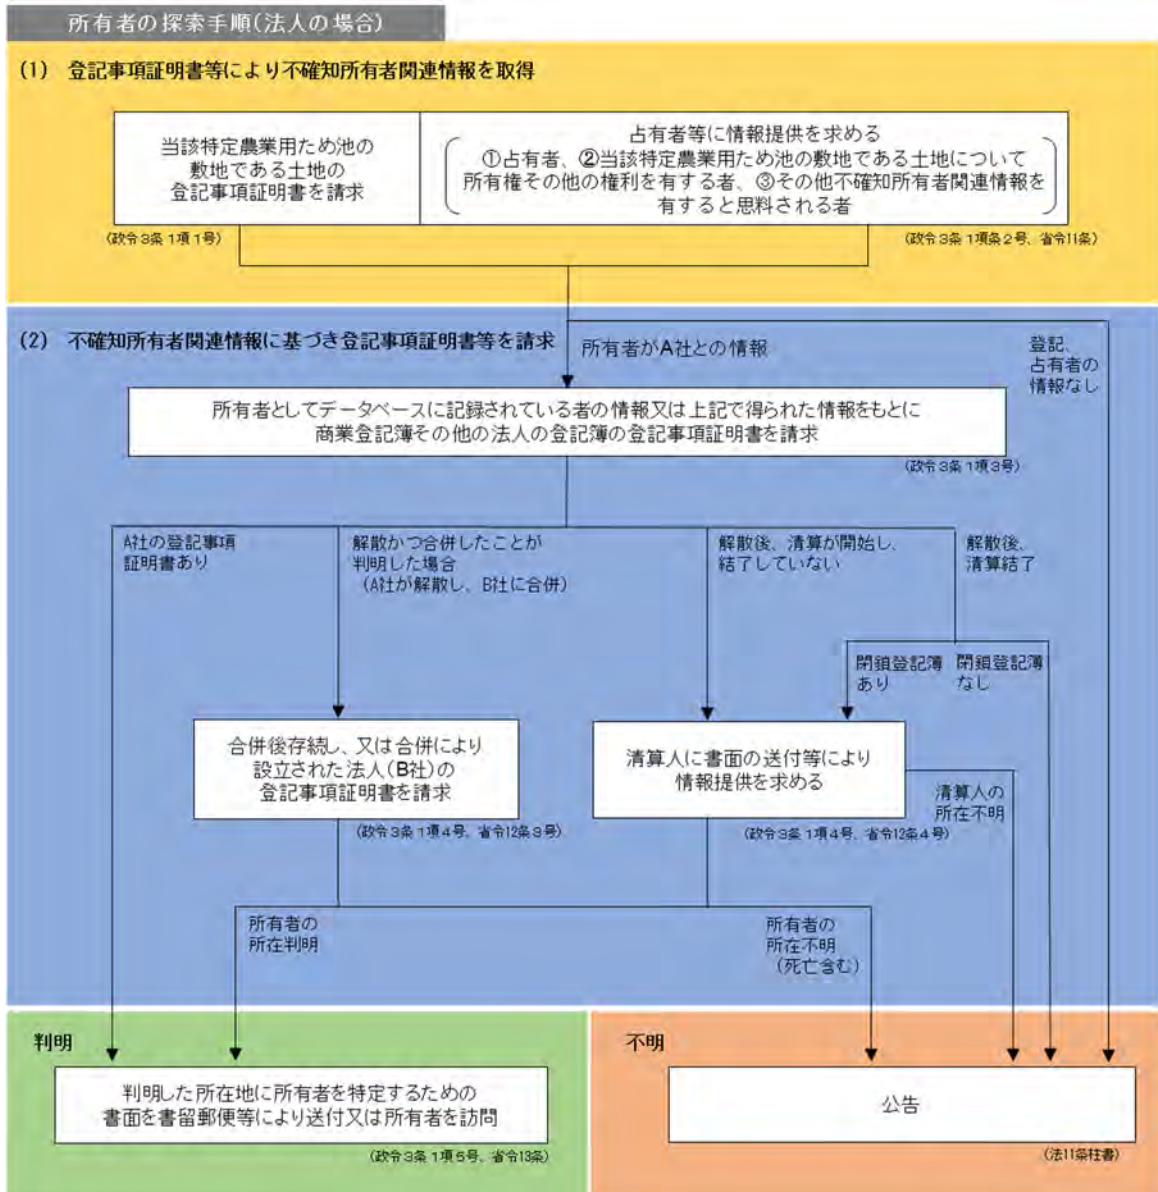 所有者の探索手順(法人の場合)
(1) 登記事項証明書等により不確知所有者関連情報を取得
当該特定農業用ため池の
敷地である土地の
登記事項証明書を請求
占有者等に情報提供を求める
①占有者、②当該特定農業用ため池の敷地である土地について
所有権その他の権利を有する者、③その他不確知所有者関連情報を
有すると思料される者
(政令3条1項1号)
(政令3条1項条2号、省令11条)
(2) 不確知所有者関連情報に基づき登記事項証明書等を請求
所有者がA社との情報
登記、
占有者の
情報なし
所有者としてデータベースに記録されている者の情報又は上記で得られた情報をもとに
商業登記簿その他の法人の登記簿の登記事項証明書を請求
(政令3条1項3号)
A社の登記事項
証明書あり
解散かつ合併したことが
判明した場合
(A社が解散し、B社に合併)
解散後、清算が開始し、
結了していない
解散後、
清算結了
閉鎖登記簿
あり
閉鎖登記簿
なし
合併後存続し、又は合併により
設立された法人(B社)の
登記事項証明書を請求
(政令3条1項4号、省令12条3号)
清算人に書面の送付等により
情報提供を求める
(政令3条1項4号、省令12条4号)
清算人の
所在不明
所有者の
所在判明
所有者の
所在不明
(死亡含む)
判明
判明した所在地に所有者を特定するための
書面を書留郵便等により送付又は所有者を訪問
(政令3条1項5号、省令13条)
不明
公告
(法11条柱書)